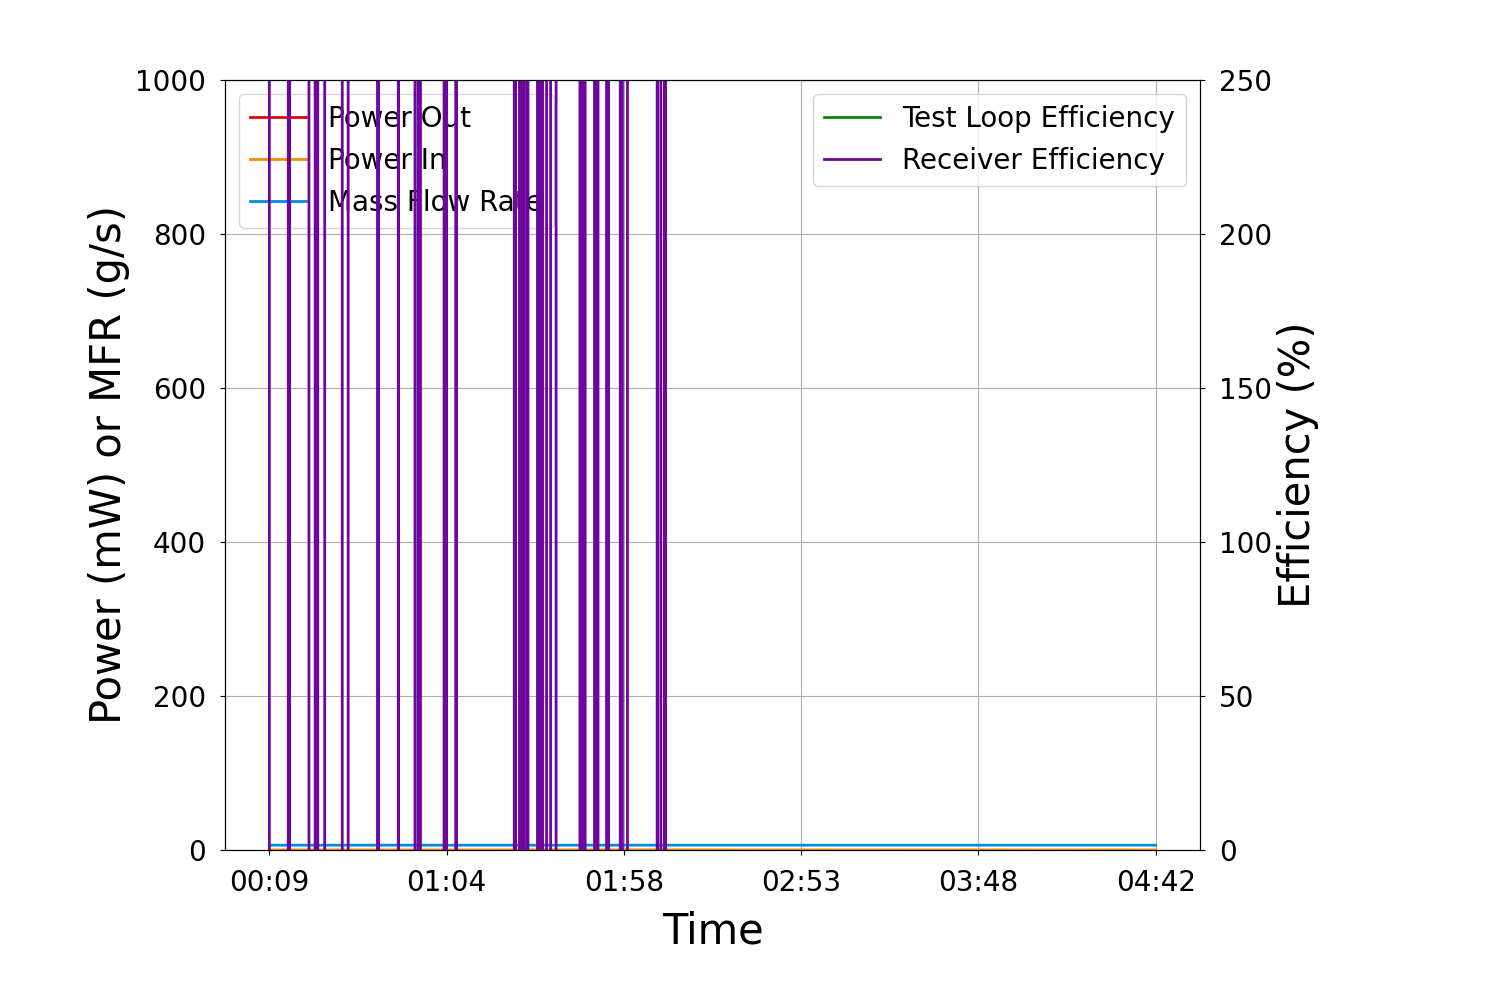 1000
800
600
400
200
0
Power (mW) or MFR (g/s)
Power Out
Power In
Mass Flow Rate
Test Loop Efficiency
Receiver Efficiency
250
200
150
100
50
0
Efficiency (%)
00:09 01:04 01:58 02:53 03:48 04:42
Time